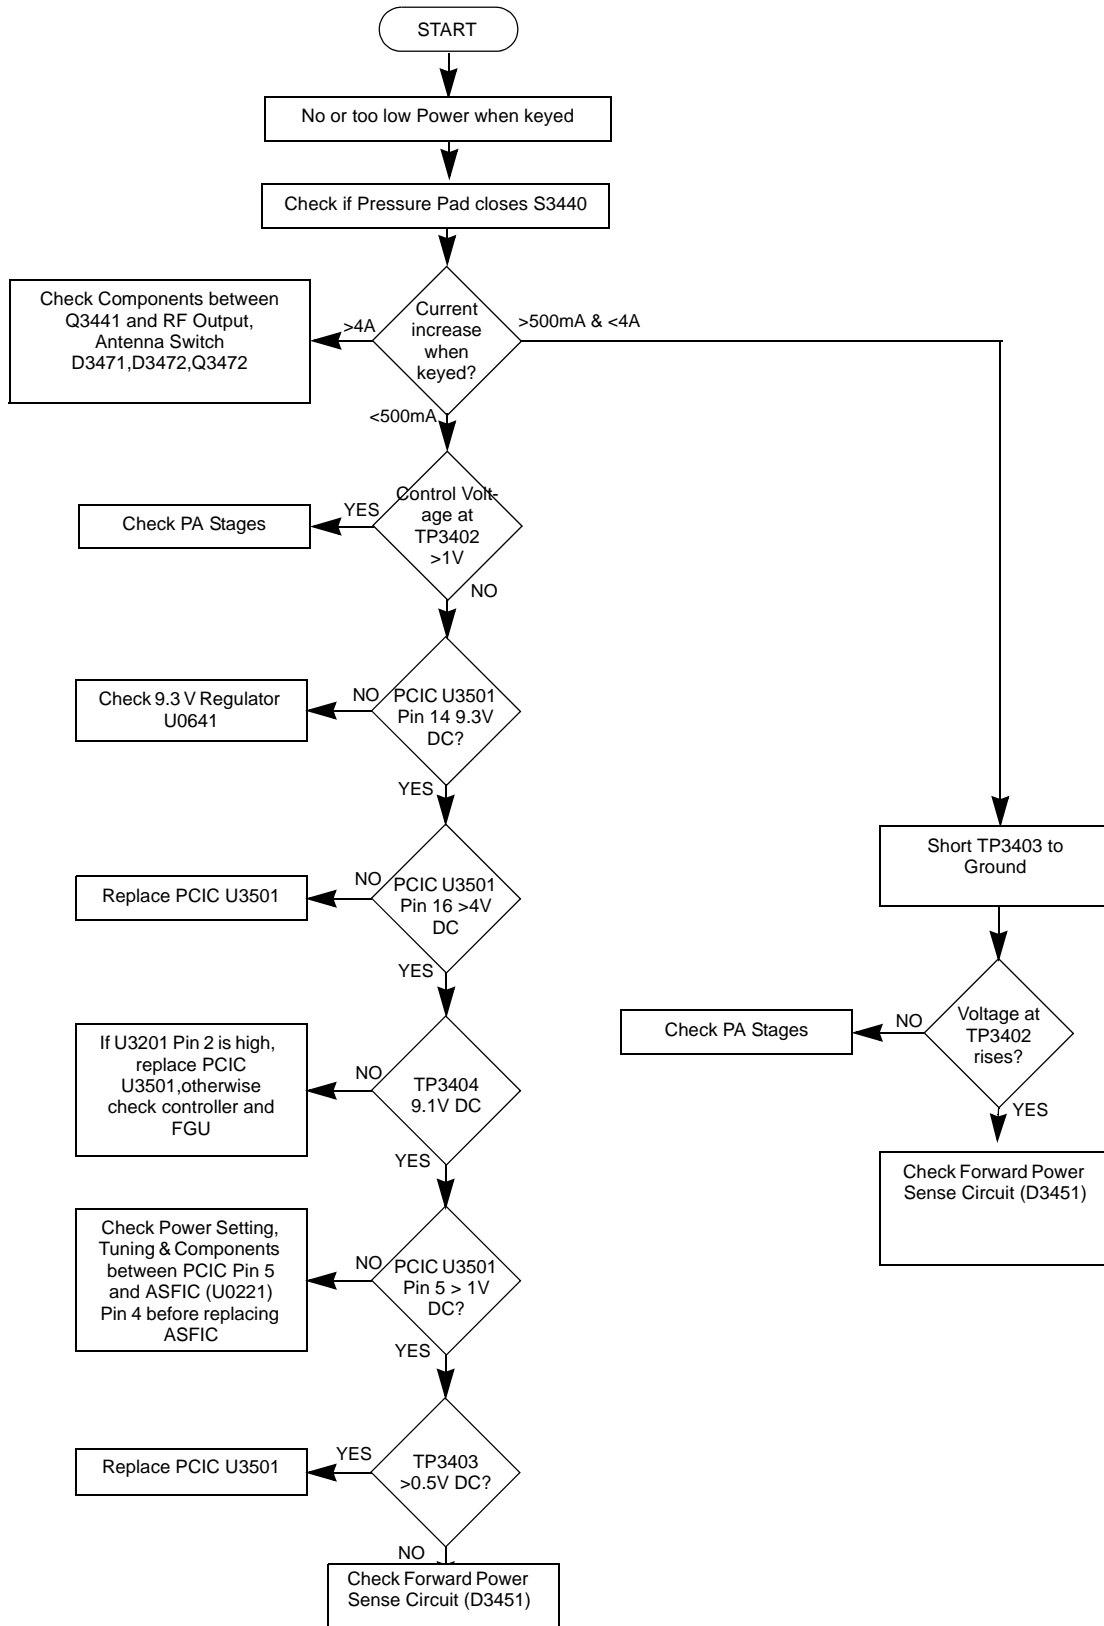 START
No or too low Power when keyed
Check if Pressure Pad closes S3440
Current
increase
when
keyed?
>4A
Check Components between
Q3441 and RF Output,
Antenna Switch
D3471,D3472,Q3472
>500mA & <4A
<500mA
Control Volt-
age at
TP3402
>1V
YES
Check PA Stages
NO
PCIC U3501
Pin 14 9.3V
DC?
NO
Check 9.3 V Regulator
U0641
YES
PCIC U3501
Pin 16 >4V
DC
NO
Replace PCIC U3501
YES
TP3404
9.1V DC
NO
If U3201 Pin 2 is high,
replace PCIC
U3501,otherwise
check controller and
FGU
YES
PCIC U3501
Pin 5 > 1V
DC?
NO
Check Power Setting,
Tuning & Components
between PCIC Pin 5
and ASFIC (U0221)
Pin 4 before replacing
ASFIC
YES
TP3403
>0.5V DC?
YES
Replace PCIC U3501
NO
Check Forward Power
Sense Circuit (D3451)
Short TP3403 to
Ground
Voltage at
TP3402
rises?
NO
Check PA Stages
YES
Check Forward Power
Sense Circuit (D3451)